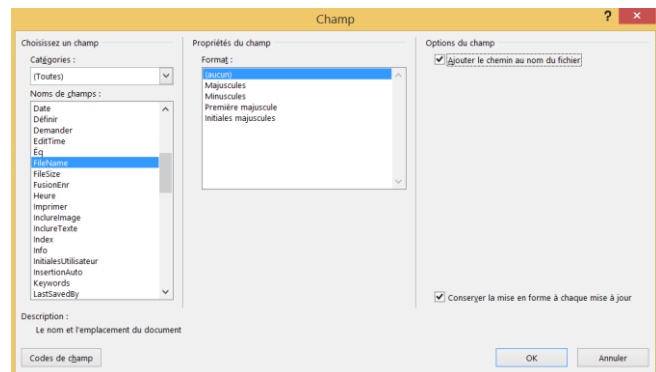 Champ
?
×
Choisissez un champ
Catégories :
(Toutes)
Noms de champs :
Date
Définir
Demander
EditTime
Éq
FileName
FileSize
FusionEnr
Heure
Imprimer
InclureImage
InclureTexte
Index
Info
InitialesUtilisateur
InsertionAuto
Keywords
LastSavedBy
Propriétés du champ
Format :
(aucun)
Majuscules
Minuscules
Première majuscule
Initiales majuscules
Options du champ
Ajouter le chemin au nom du fichier
Conserver la mise en forme à chaque mise à jour
Description :
Le nom et l'emplacement du document
Codes de champ
OK
Annuler